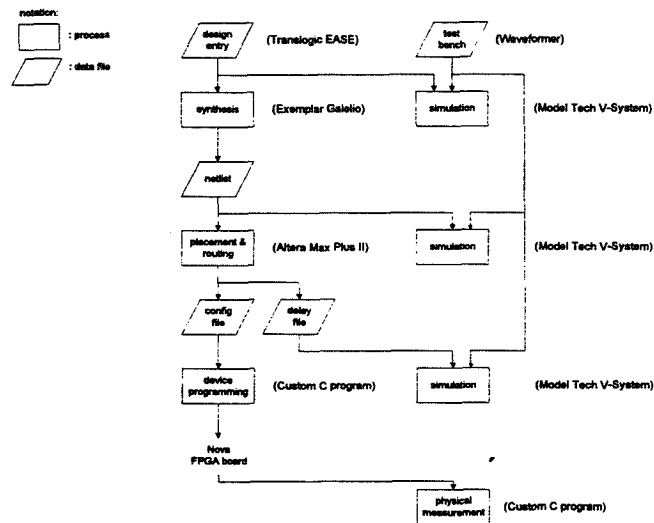 notation:
: process
: data file
design
entry
(Translogic EASE)
test
bench
(Waveformer)
synthesis
(Exemplar Galelio)
simulation
(Model Tech V-System)
netlist
placement &
routing
(Altera Max Plus II)
simulation
(Model Tech V-System)
config
file
delay
file
device
programming
(Custom C program)
simulation
(Model Tech V-System)
Nova
FPGA board
physical
measurement
(Custom C program)